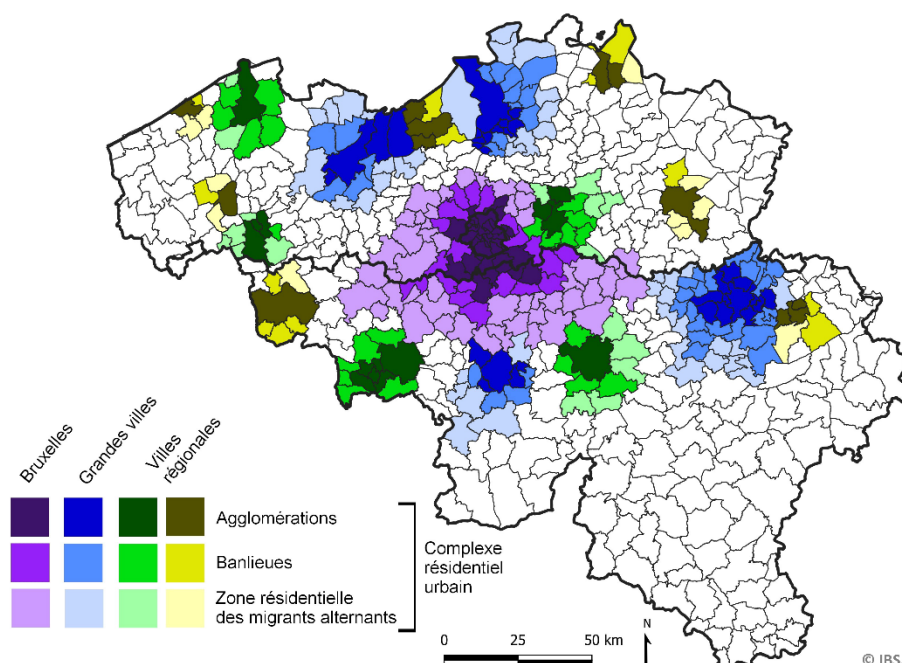 Bruxelles
Grandes villes
Villes
régionales
Agglomérations
Banlieues
Zone résidentielle
des migrants alternants
Complexe
résidentiel
urbain
0 25 50 km
N
© IBS